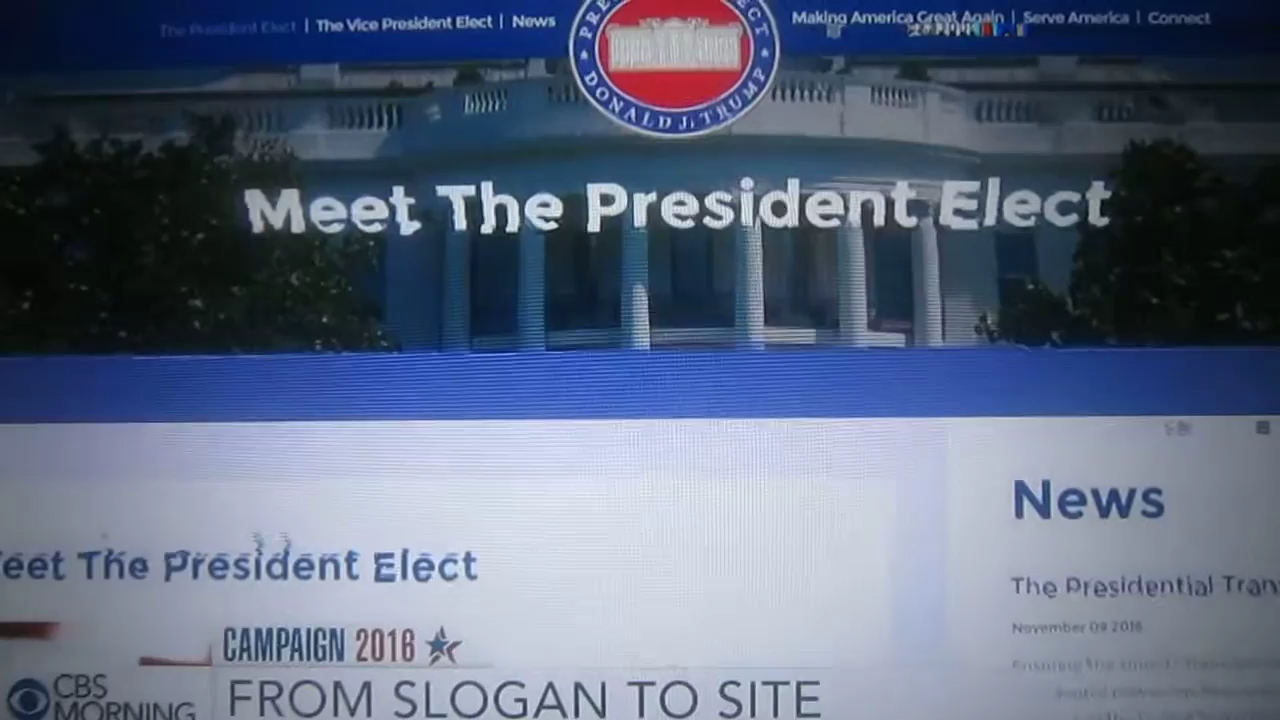 The President Elect | The Vice President Elect | News
Making America Great Again | Serve America | Connect
DONALD J. TRUMP
Meet The President Elect
News
eet The President Elect
The Presidential Tran
November 09 2016
CAMPAIGN 2016
CBS
MORNING
FROM SLOGAN TO SITE